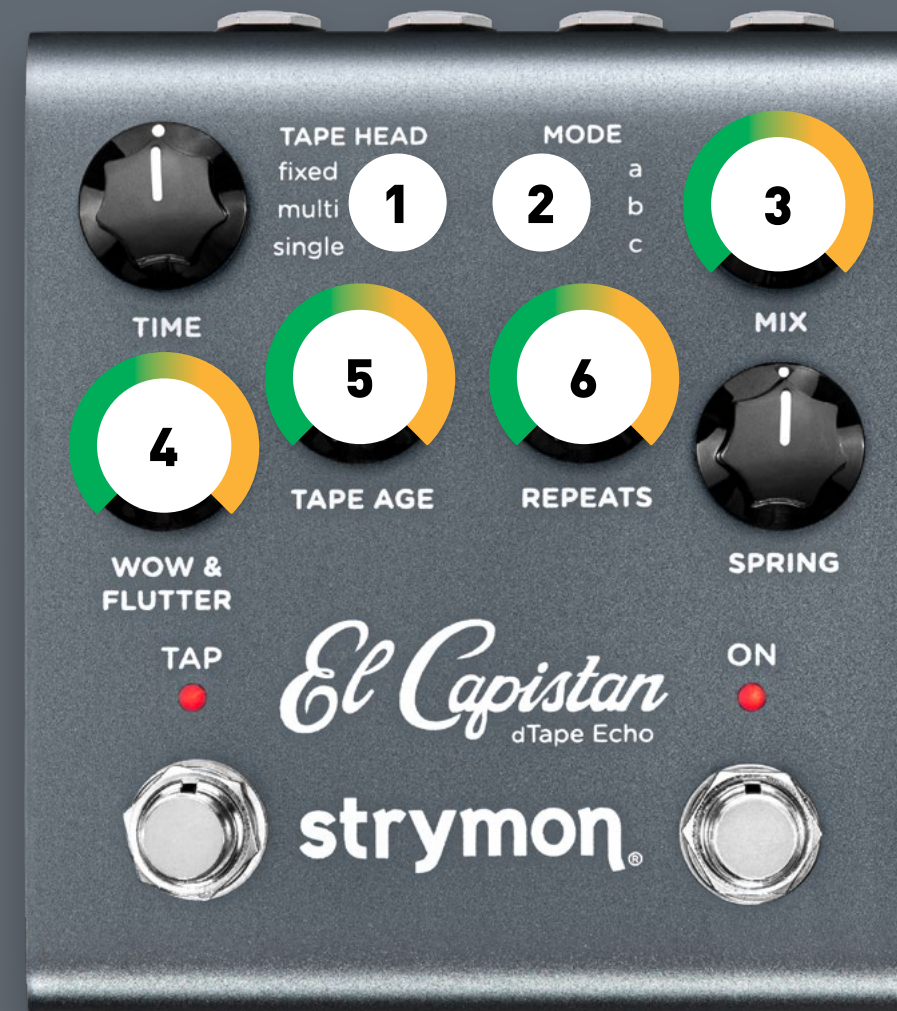 TAPE HEAD
MODE
fixed
a
multi
1
2
b
3
single
c
TIME
MIX
5
6
4
TAPE AGE
REPEATS
SPRING
WOW &
FLUTTER
TAP
ON
El Capistan
dTape Echo
strymon®